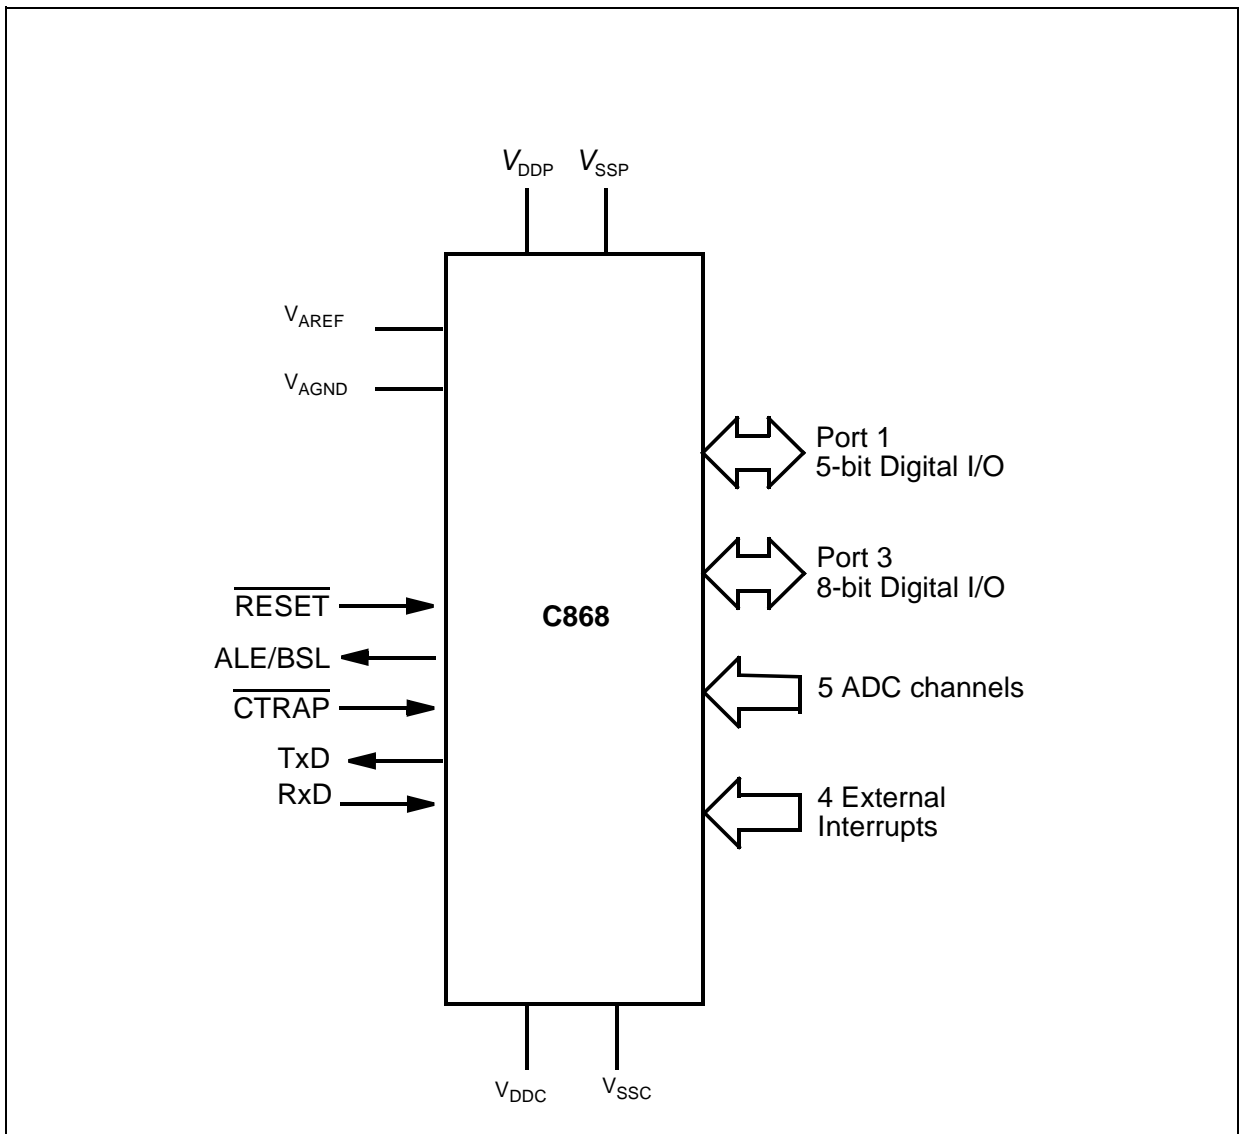 VDDP VSSP
VAREF
VAGND
Port 1
5-bit Digital I/O
Port 3
8-bit Digital I/O
RESET
C868
ALE/BSL
5 ADC channels
CTRAP
TxD
RxD
4 External
Interrupts
VDDC VSSC